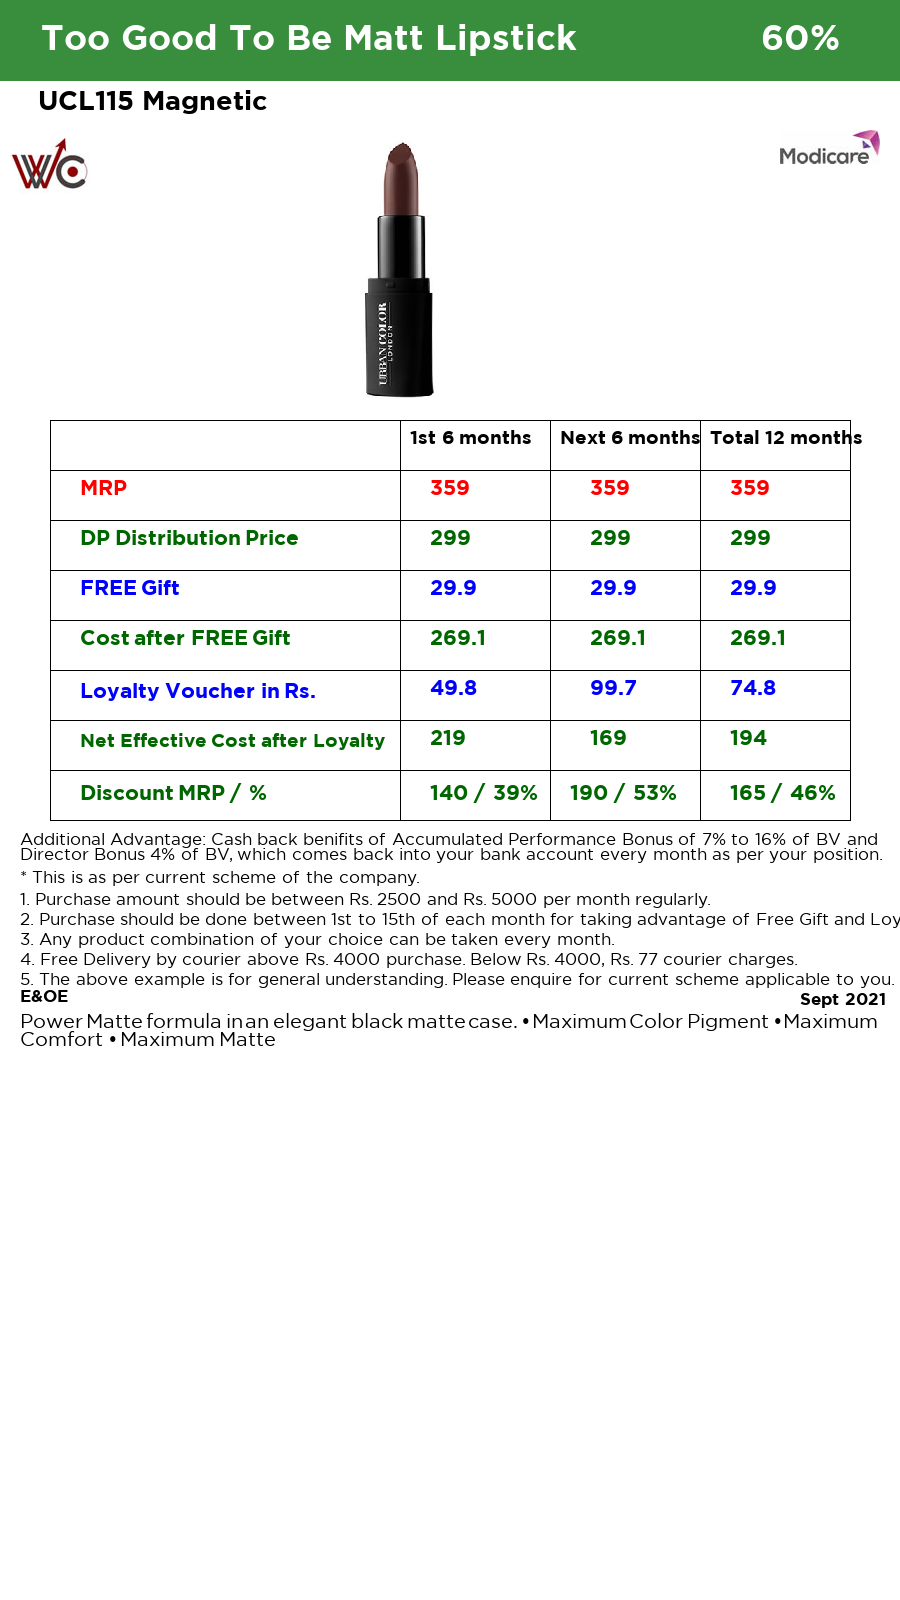 Too Good To Be Matt Lipstick 60%
UCL115 Magnetic
WC
Modicare
URBAN COLOR
LONDON
1st 6 months Next 6 months Total 12 months
MRP 359 359 359
DP Distribution Price 299 299 299
FREE Gift 29.9 29.9 29.9
Cost after FREE Gift 269.1 269.1 269.1
Loyalty Voucher in Rs. 49.8 99.7 74.8
Net Effective Cost after Loyalty 219 169 194
Discount MRP / % 140 / 39% 190 / 53% 165 / 46%
Additional Advantage: Cash back benifits of Accumulated Performance Bonus of 7% to 16% of BV and
Director Bonus 4% of BV, which comes back into your bank account every month as per your position.
* This is as per current scheme of the company.
1. Purchase amount should be between Rs. 2500 and Rs. 5000 per month regularly.
2. Purchase should be done between 1st to 15th of each month for taking advantage of Free Gift and Loy
3. Any product combination of your choice can be taken every month.
4. Free Delivery by courier above Rs. 4000 purchase. Below Rs. 4000, Rs. 77 courier charges.
5. The above example is for general understanding. Please enquire for current scheme applicable to you.
E&OE
Sept 2021
Power Matte formula in an elegant black matte case. • Maximum Color Pigment • Maximum
Comfort • Maximum Matte